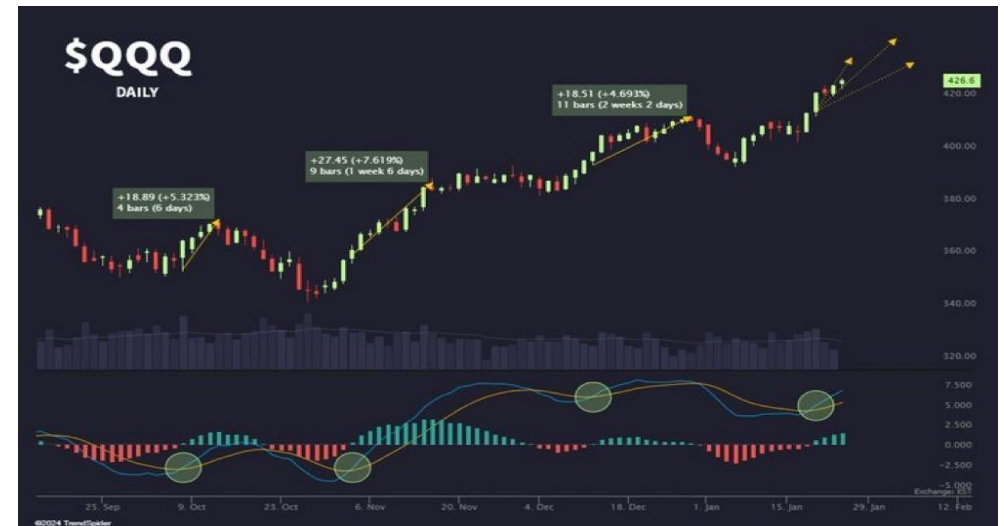 $QQQ
DAILY
+18.51 (+4.693%)
11 bars (2 weeks 2 days)
426.6
420.00
400.00
+27.45 (+7.619%)
9 bars (1 week 6 days)
380.00
+18.89 (+5.323%)
4 bars (6 days)
360.00
340.00
320.00
7.500
5.000
2.500
0.000
-2.500
-5.000
Exchange: EST
25. Sep 9. Oct 23. Oct 6. Nov 20. Nov 4. Dec 18. Dec 1. Jan 15. Jan 29. Jan 12. Feb
©2024 TrendSpider